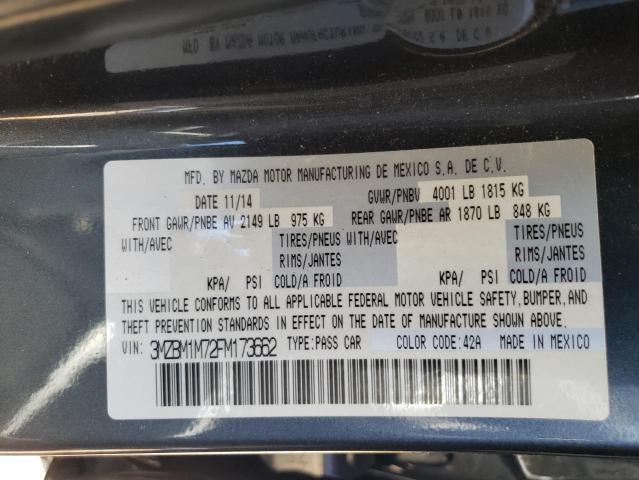 MFD. BY MAZDA MOTOR MANUFACTURING DE MEXICO S.A. DE C.V.
DATE 11/14 GVWR/PNBV 4001 LB 1815 KG
FRONT GAWR/PNBE AV 2149 LB 975 KG REAR GAWR/PNBE AR 1870 LB 848 KG
WITH/AVEC TIRES/PNEUS WITH/AVEC TIRES/PNEUS
RIMS/JANTES RIMS/JANTES
KPA/ PSI COLD/A FROID KPA/ PSI COLD/A FROID
THIS VEHICLE CONFORMS TO ALL APPLICABLE FEDERAL MOTOR VEHICLE SAFETY, BUMPER, AND
THEFT PREVENTION STANDARDS IN EFFECT ON THE DATE OF MANUFACTURE SHOWN ABOVE.
VIN: 3MZBM1M72FM173662 TYPE:PASS CAR COLOR CODE:42A MADE IN MEXICO